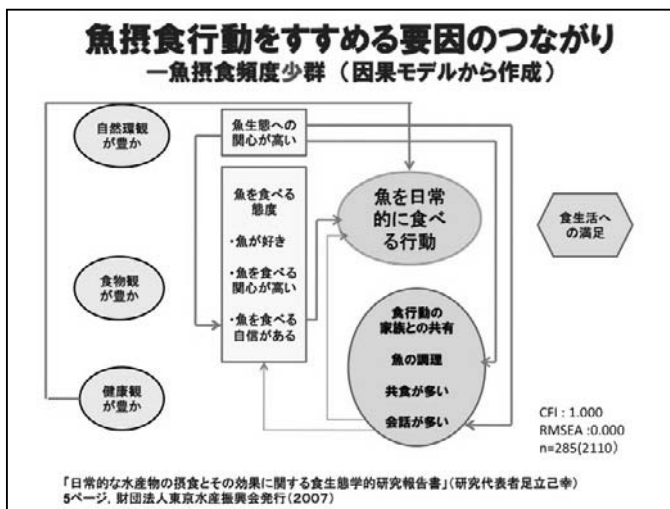 魚摂食行動をすすめる要因のつながり
―魚摂食頻度少群（因果モデルから作成）
自然環観
が豊か
魚生態への
関心が高い
魚を食べる
態度
・魚が好き
・魚を食べる
関心が高い
・魚を食べる
自信がある
魚を日常
的に食べ
る行動
食生活へ
の満足
食物観
が豊か
食行動の
家族との共有
魚の調理
共食が多い
会話が多い
健康観
が豊か
CFI : 1.000
RMSEA :0.000
n=285(2110)
「日常的な水産物の摂食とその効果に関する食生態学的研究報告書」(研究代表者足立己幸)
5ページ, 財団法人東京水産振興会発行(2007)